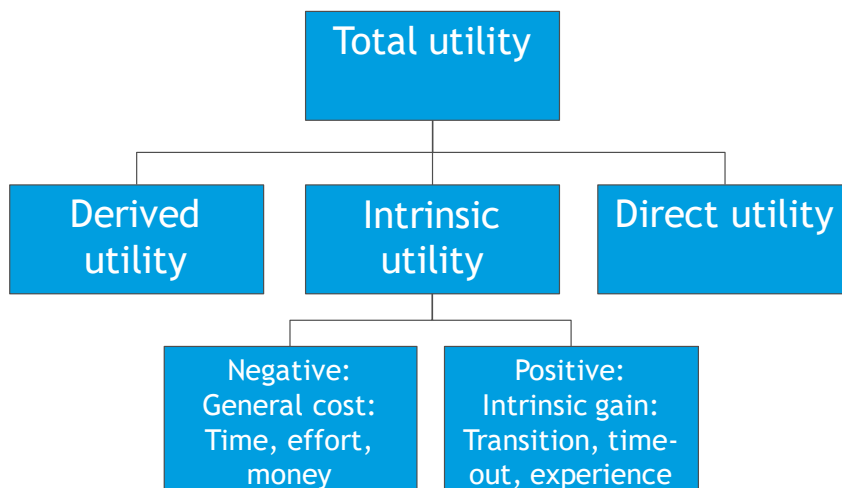 Total utility
Derived
utility
Intrinsic
utility
Direct utility
Negative:
General cost:
Time, effort,
money
Positive:
Intrinsic gain:
Transition, time-
out, experience